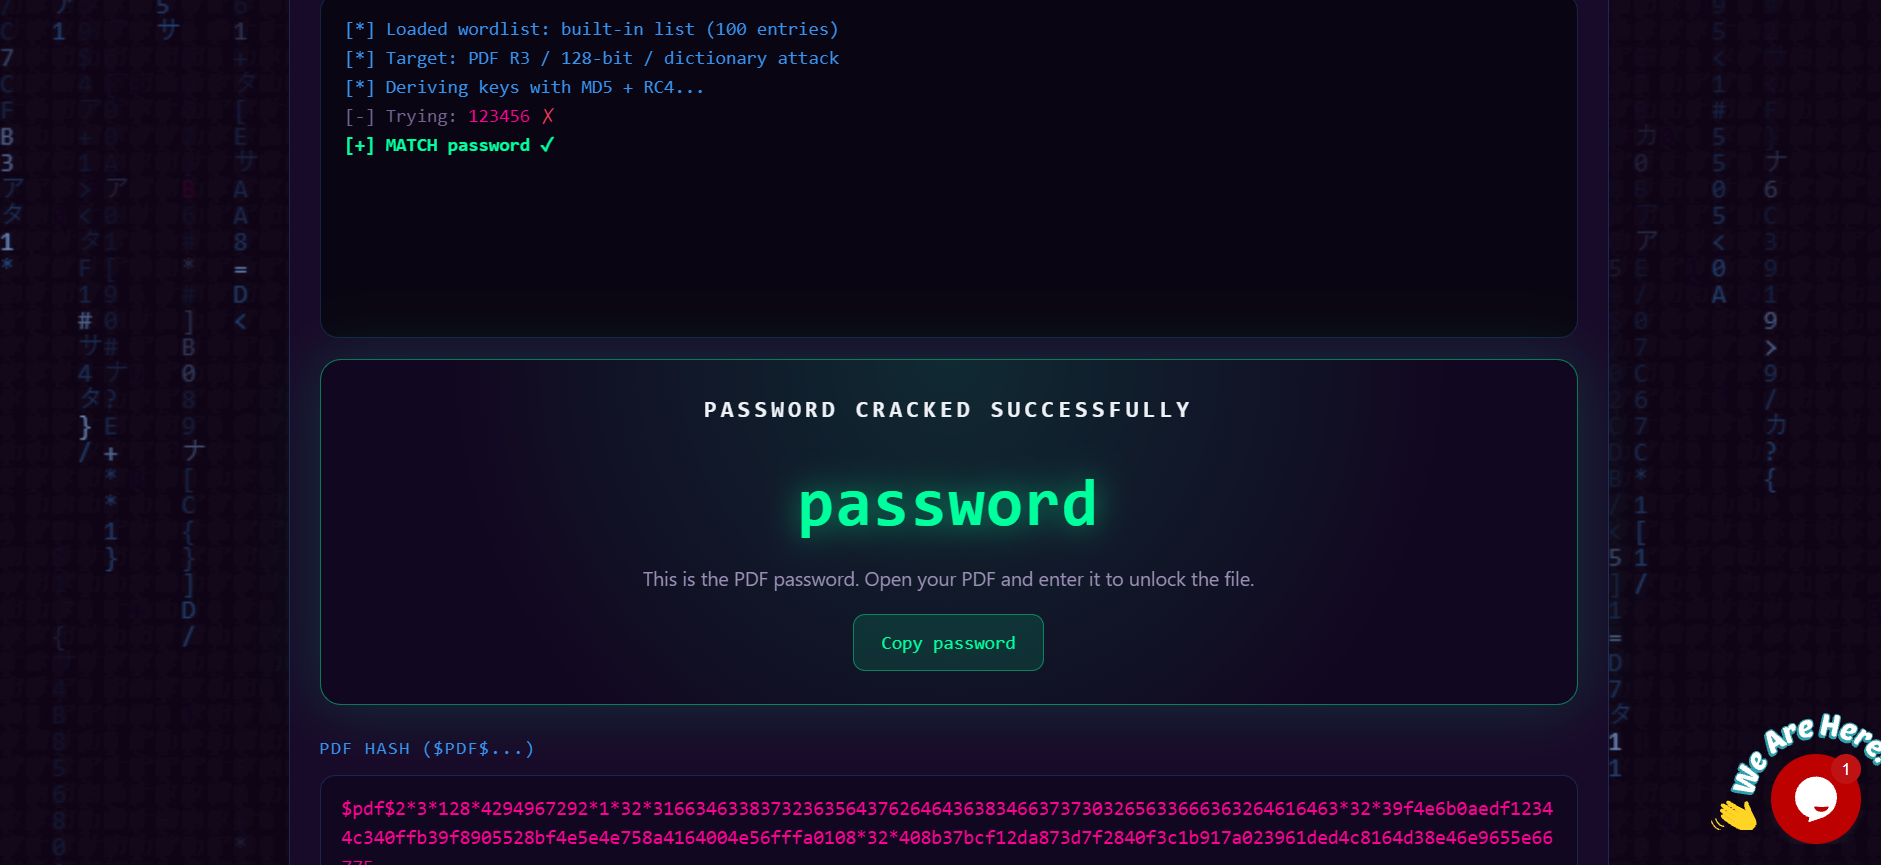 [*] Loaded wordlist: built-in list (100 entries)
[*] Target: PDF R3 / 128-bit / dictionary attack
[*] Deriving keys with MD5 + RC4...
[-] Trying: 123456 ✗
[+] MATCH password ✓
PASSWORD CRACKED SUCCESSFULLY
password
This is the PDF password. Open your PDF and enter it to unlock the file.
Copy password
PDF HASH ($PDF$...)
$pdf$2*3*128*4294967292*1*32*31663463383732363564376264643638346637373032656336663632646164​63*32*39f4e6b0aedf1234
4c340ffb39f8905528bf4e5e4e758a4164004e56fffa0108*32*408b37bcf12da873d7f2840f3c1b917a023961ded4c8164d38e46e9655e66
We Are Here!
1